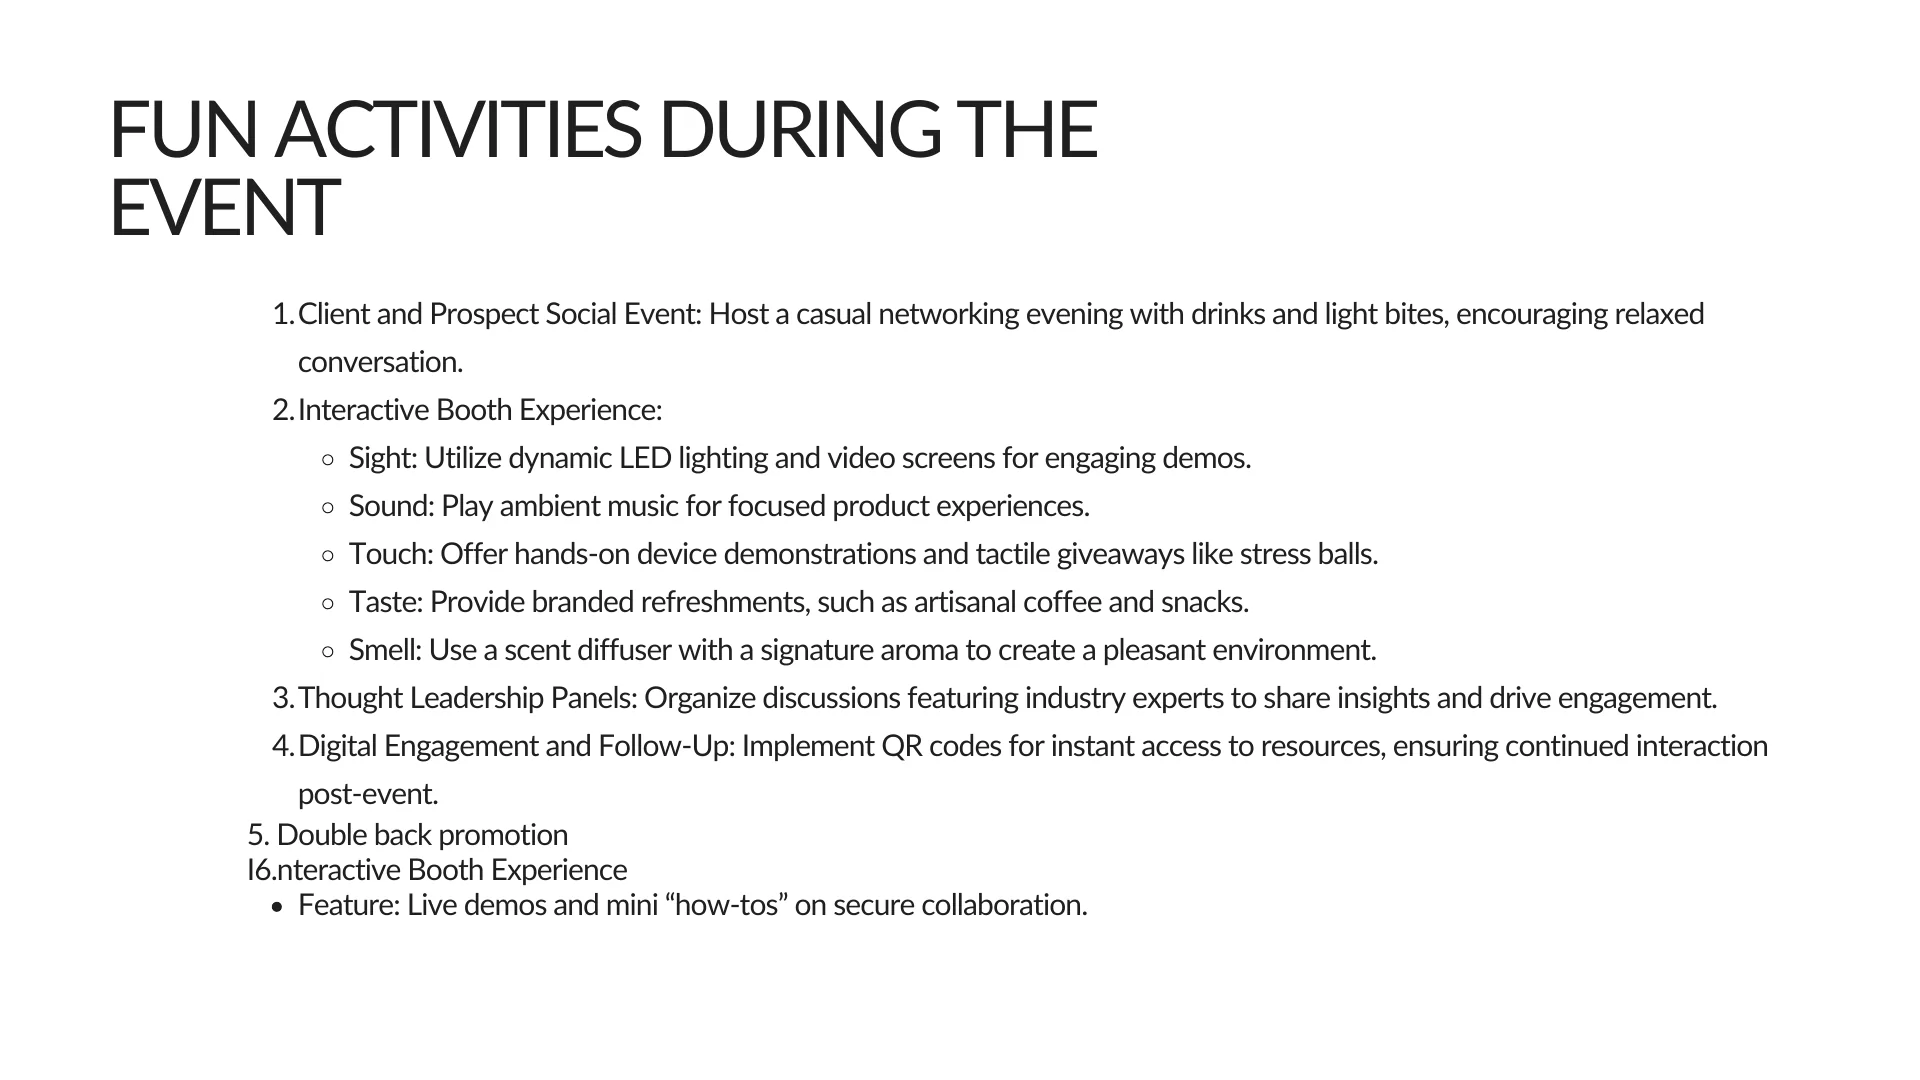 FUN ACTIVITIES DURING THE
EVENT
1. Client and Prospect Social Event: Host a casual networking evening with drinks and light bites, encouraging relaxed
conversation.
2. Interactive Booth Experience:
○ Sight: Utilize dynamic LED lighting and video screens for engaging demos.
○ Sound: Play ambient music for focused product experiences.
○ Touch: Offer hands-on device demonstrations and tactile giveaways like stress balls.
○ Taste: Provide branded refreshments, such as artisanal coffee and snacks.
○ Smell: Use a scent diffuser with a signature aroma to create a pleasant environment.
3. Thought Leadership Panels: Organize discussions featuring industry experts to share insights and drive engagement.
4. Digital Engagement and Follow-Up: Implement QR codes for instant access to resources, ensuring continued interaction
post-event.
5. Double back promotion
I6.nteractive Booth Experience
• Feature: Live demos and mini “how-tos” on secure collaboration.